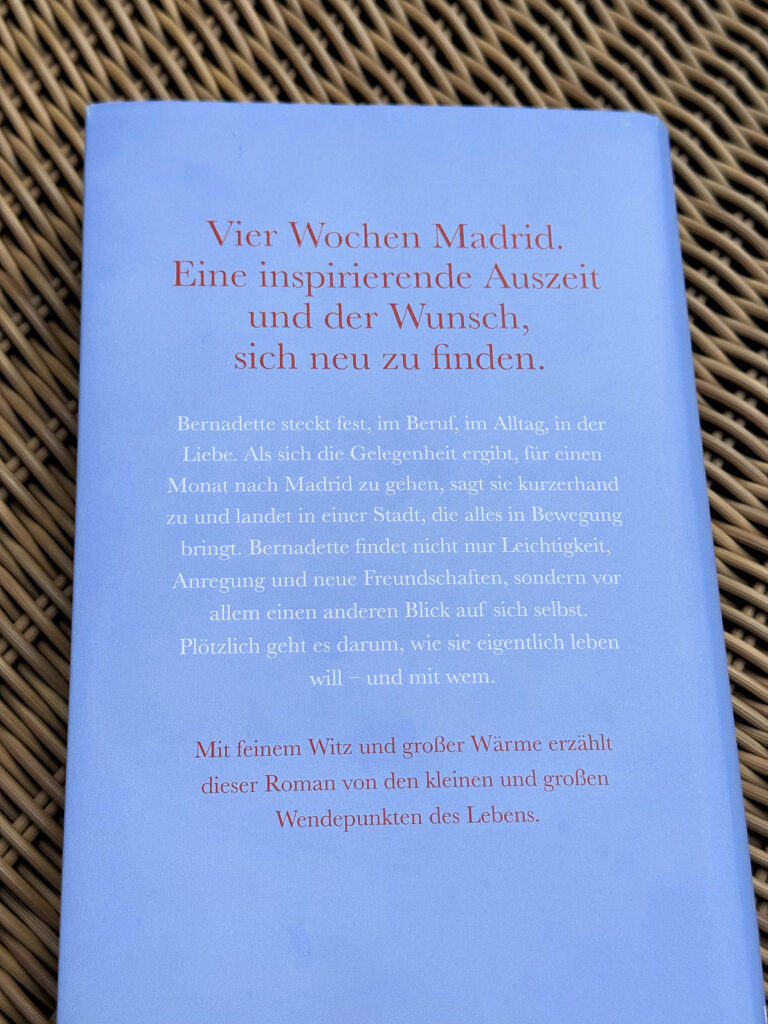 Vier Wochen Madrid.
Eine inspirierende Auszeit
und der Wunsch,
sich neu zu finden.
Bernadette steckt fest, im Beruf, im Alltag, in der
Liebe. Als sich die Gelegenheit ergibt, für einen
Monat nach Madrid zu gehen, sagt sie kurzerhand
zu und landet in einer Stadt, die alles in Bewegung
bringt. Bernadette findet nicht nur Leichtigkeit,
Anregung und neue Freundschaften, sondern vor
allem einen anderen Blick auf sich selbst.
Plötzlich geht es darum, wie sie eigentlich leben
will – und mit wem.
Mit feinem Witz und großer Wärme erzählt
dieser Roman von den kleinen und großen
Wendepunkten des Lebens.